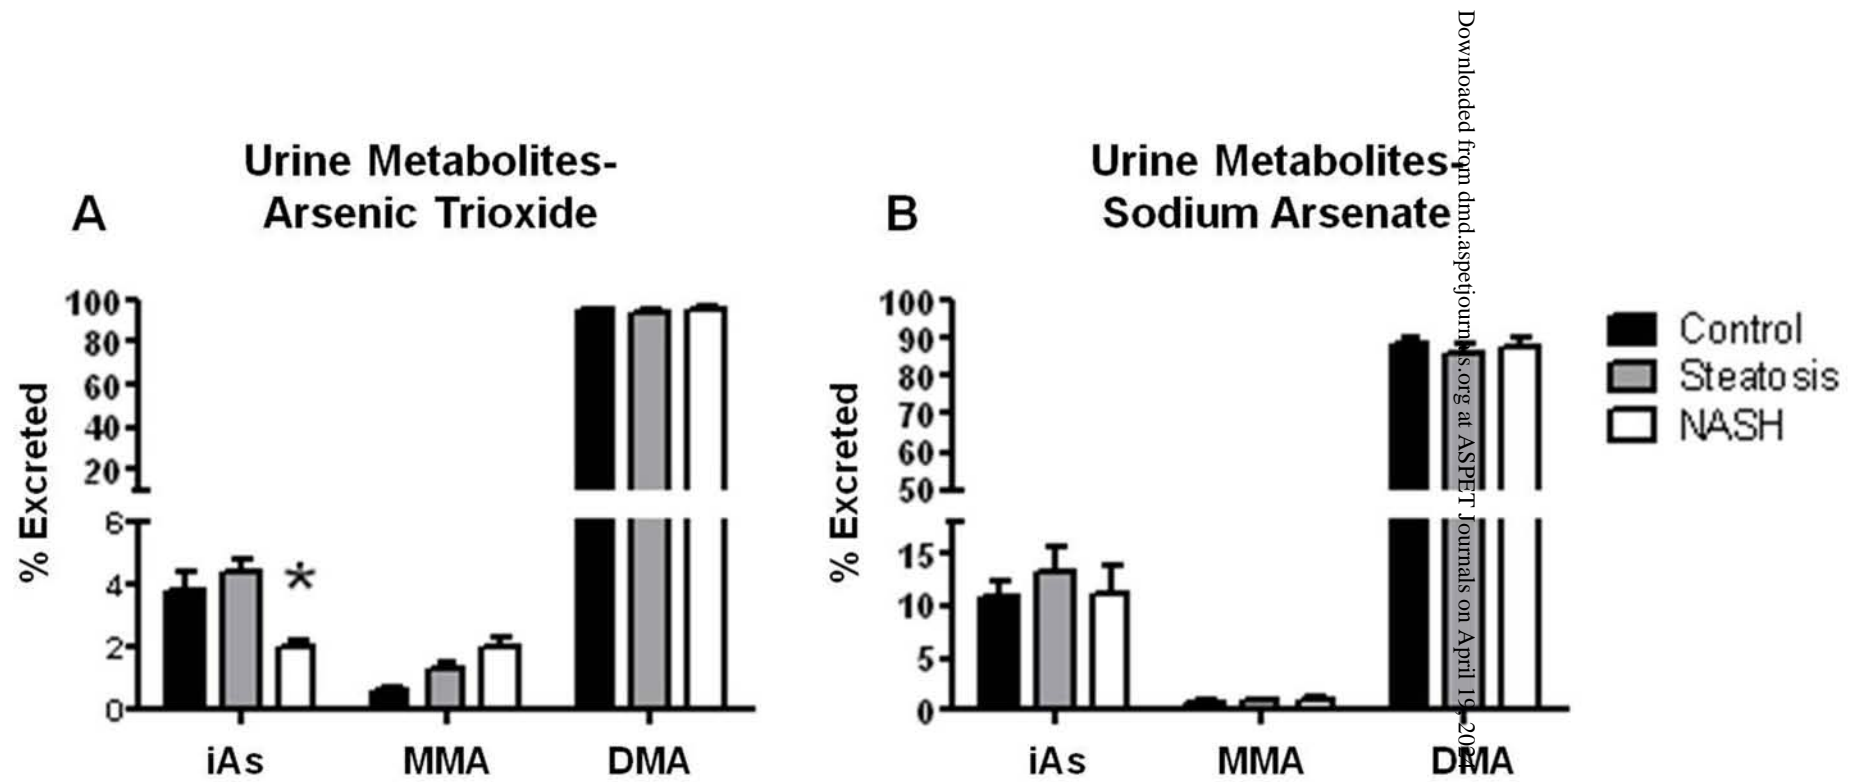 Urine Metabolites-
Arsenic Trioxide
A
% Excreted
100
80
60
40
20
6
4
2
0
*
iAs
MMA
DMA
Urine Metabolites-
Sodium Arsenate
B
% Excreted
100
90
80
70
60
50
15
10
5
0
iAs
MMA
DMA
Control
Steatosis
NASH
Downloaded from dmd.aspetjournals.org at ASPET Journals on April 19, 202